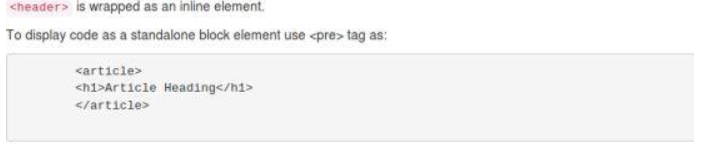 <header> is wrapped as an inline element.
To display code as a standalone block element use <pre> tag as:
<article>
<h1>Article Heading</h1>
</article>